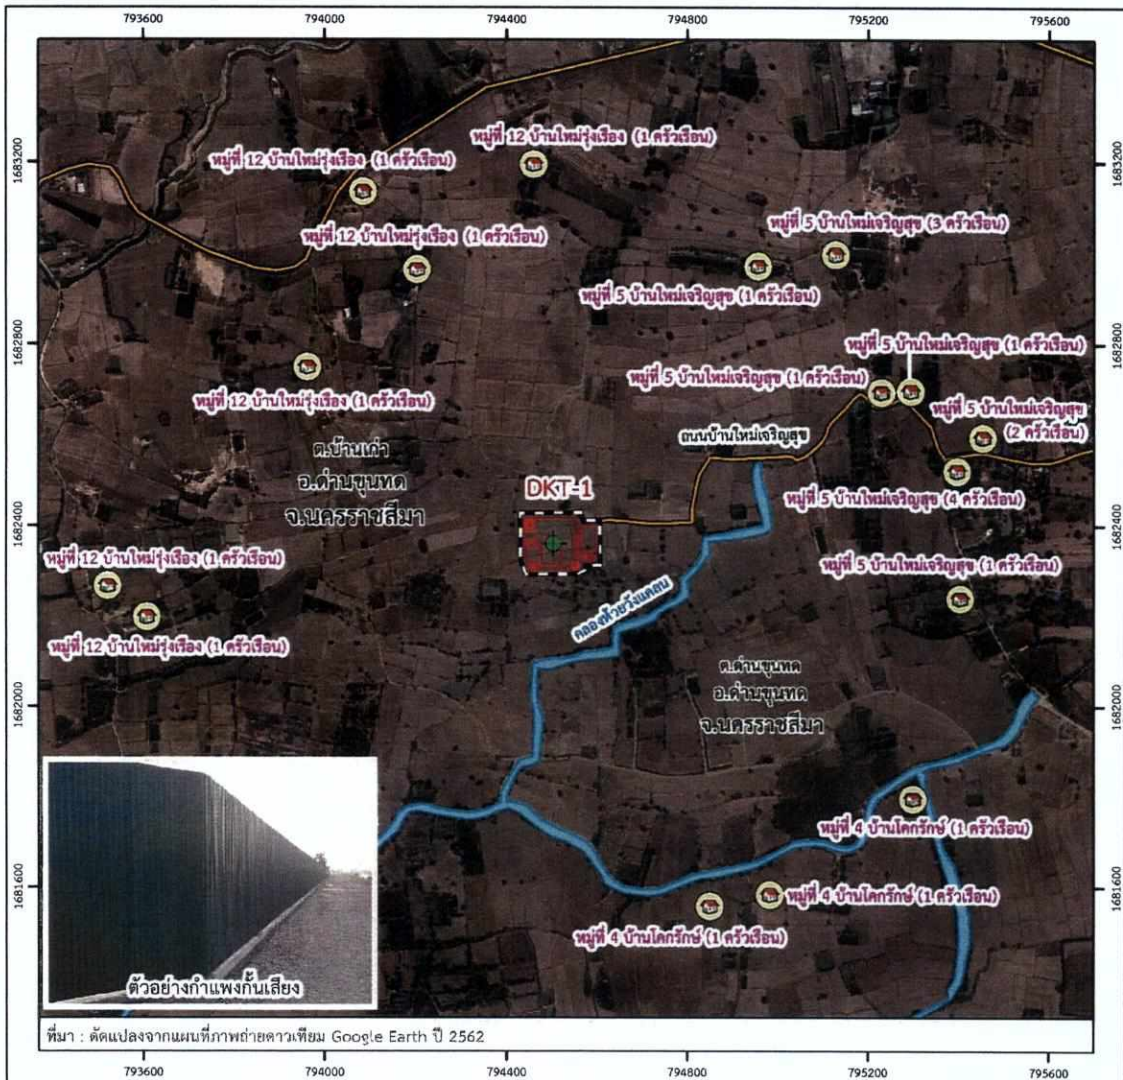 793600 794000 794400 794800 795200 795600
1683200
1683200
หมู่ที่ 12 บ้านใหม่รุ่งเรือง (1 ครัวเรือน)
หมู่ที่ 12 บ้านใหม่รุ่งเรือง (1 ครัวเรือน)
หมู่ที่ 12 บ้านใหม่รุ่งเรือง (1 ครัวเรือน)
หมู่ที่ 5 บ้านใหม่เจริญสุข (3 ครัวเรือน)
หมู่ที่ 5 บ้านใหม่เจริญสุข (1 ครัวเรือน)
1682800
1682800
หมู่ที่ 5 บ้านใหม่เจริญสุข (1 ครัวเรือน)
หมู่ที่ 5 บ้านใหม่เจริญสุข (1 ครัวเรือน)
หมู่ที่ 12 บ้านใหม่รุ่งเรือง (1 ครัวเรือน)
หมู่ที่ 5 บ้านใหม่เจริญสุข
(2 ครัวเรือน)
ถนนบ้านใหม่เจริญสุข
ต.บ้านเก่า
อ.ด่านขุนทด
จ.นครราชสีมา
DKT-1
หมู่ที่ 5 บ้านใหม่เจริญสุข (4 ครัวเรือน)
1682400
1682400
หมู่ที่ 12 บ้านใหม่รุ่งเรือง (1 ครัวเรือน)
หมู่ที่ 5 บ้านใหม่เจริญสุข (1 ครัวเรือน)
คลองห้วยวังแคลน
หมู่ที่ 12 บ้านใหม่รุ่งเรือง (1 ครัวเรือน)
ต.ด่านขุนทด
อ.ด่านขุนทด
จ.นครราชสีมา
1682000
1682000
หมู่ที่ 4 บ้านโคกรักษ์ (1 ครัวเรือน)
1681600
1681600
หมู่ที่ 4 บ้านโคกรักษ์ (1 ครัวเรือน)
หมู่ที่ 4 บ้านโคกรักษ์ (1 ครัวเรือน)
ตัวอย่างกำแพงกั้นเสียง
ที่มา : ดัดแปลงจากแผนที่ภาพถ่ายดาวเทียม Google Earth ปี 2562
793600 794000 794400 794800 795200 795600